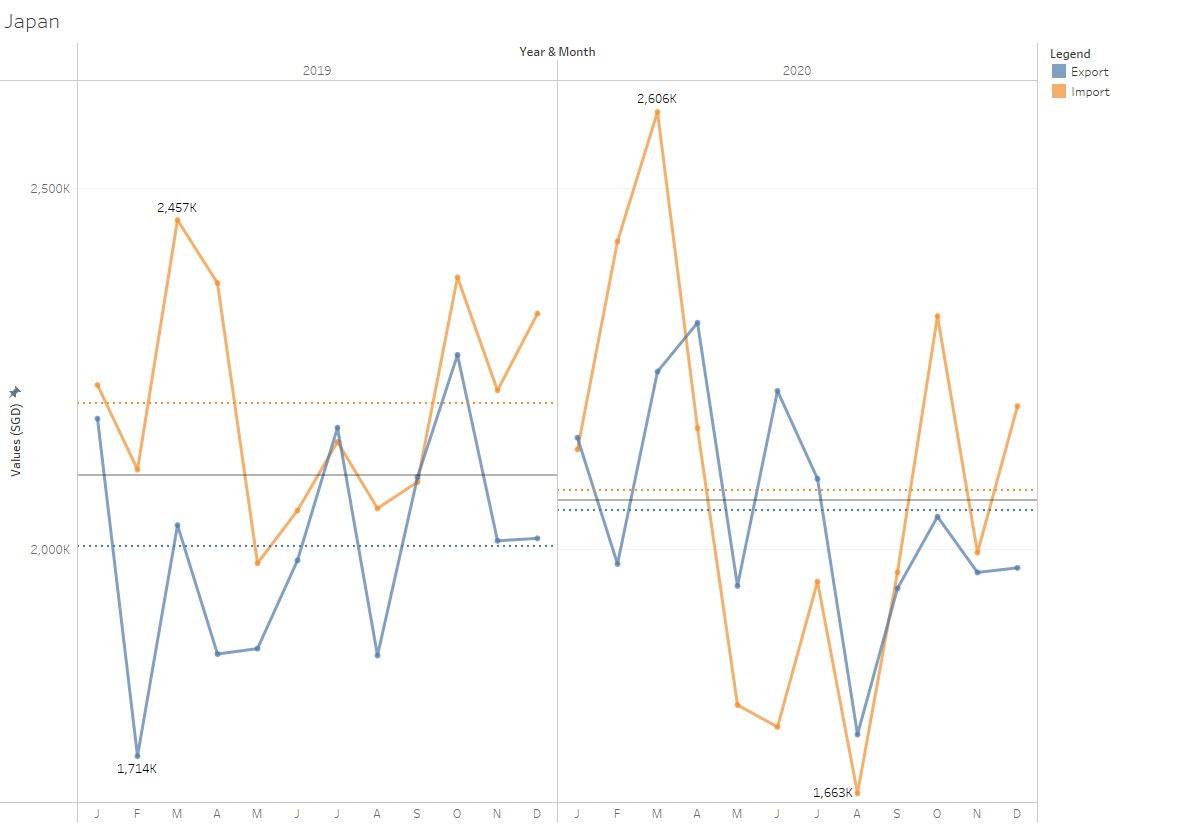 Japan
Year & Month
2019
2020
Legend
Export
Import
2,606K
2,500K
2,457K
Values (SGD)
2,000K
1,714K
1,663K
J F M A M J J A S O N D J F M A M J J A S O N D